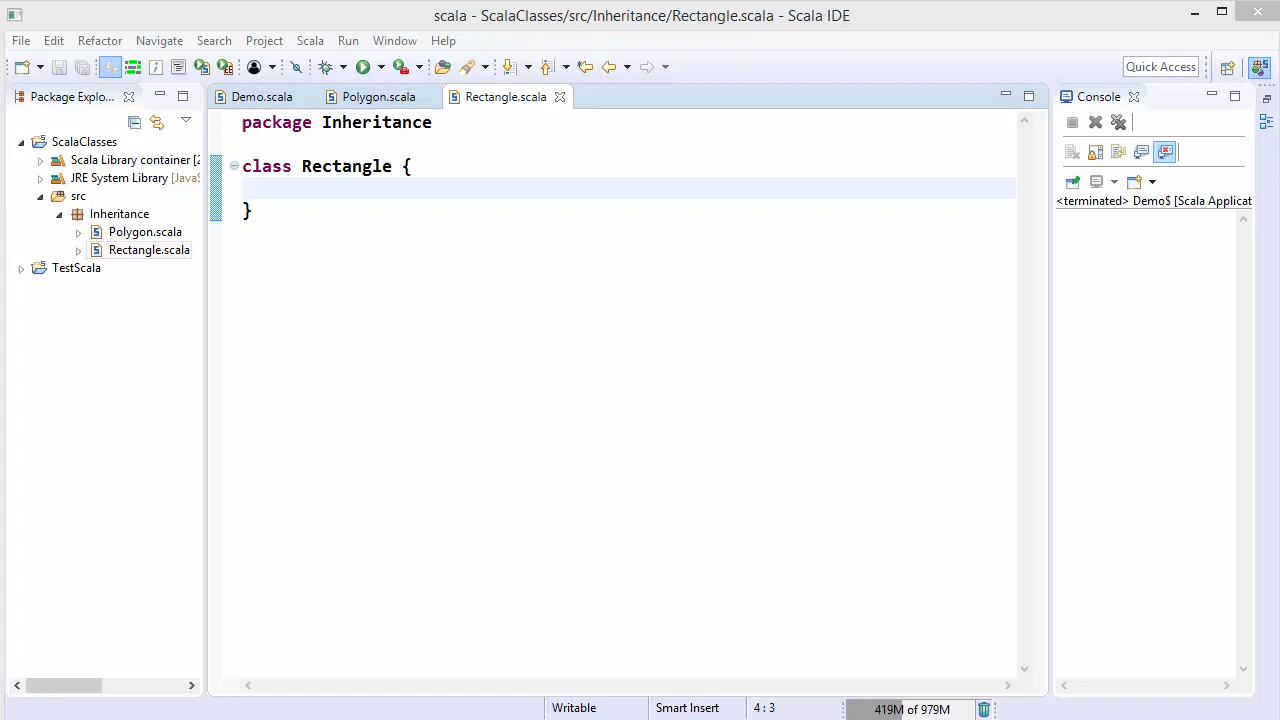 scala - ScalaClasses/src/Inheritance/Rectangle.scala - Scala IDE
File Edit Refactor Navigate Search Project Scala Run Window Help
Quick Access
Package Explo...
Demo.scala
Polygon.scala
Rectangle.scala
Console
ScalaClasses
Scala Library container [2
JRE System Library [JavaS
src
Inheritance
Polygon.scala
Rectangle.scala
TestScala
package Inheritance
class Rectangle {
}
<terminated> Demo$ [Scala Applicat
Writable
Smart Insert
4 : 3
419M of 979M